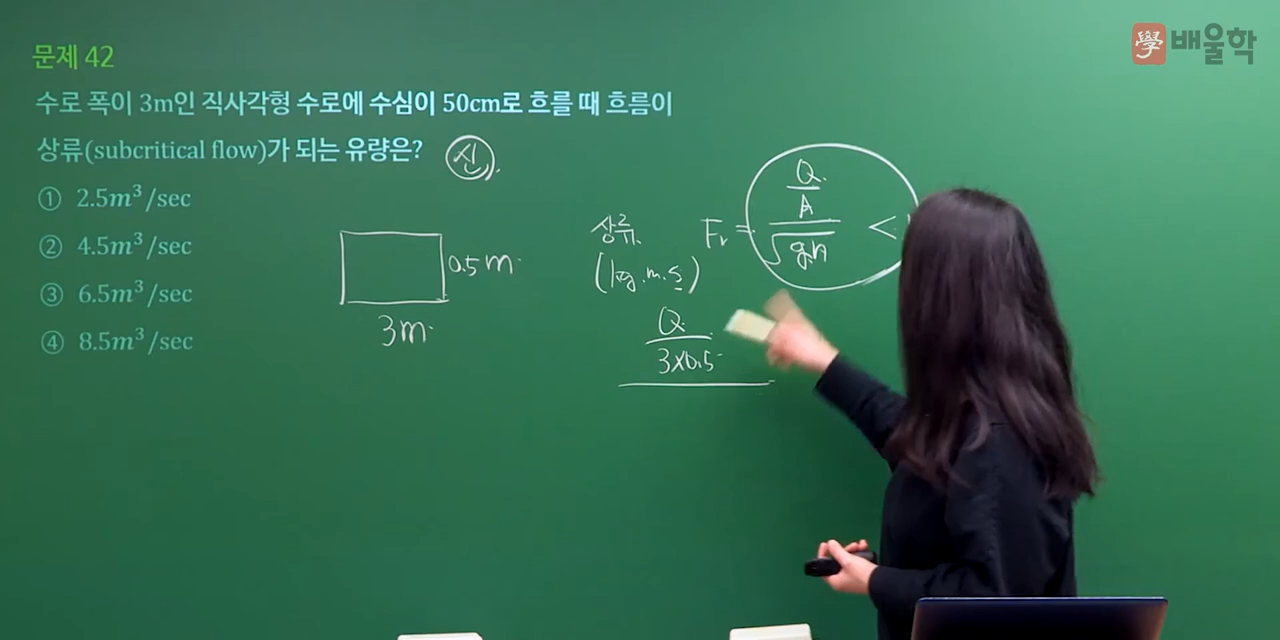 문제 42
學 배울학
수로 폭이 3m인 직사각형 수로에 수심이 50cm로 흐를 때 흐름이
상류(subcritical flow)가 되는 유량은?
신
① 2.5m³/sec
② 4.5m³/sec
③ 6.5m³/sec
④ 8.5m³/sec
0.5m
3m
상류.
(kg.m.s)
Fr = Q/A / √gh <
Q
3×0.5